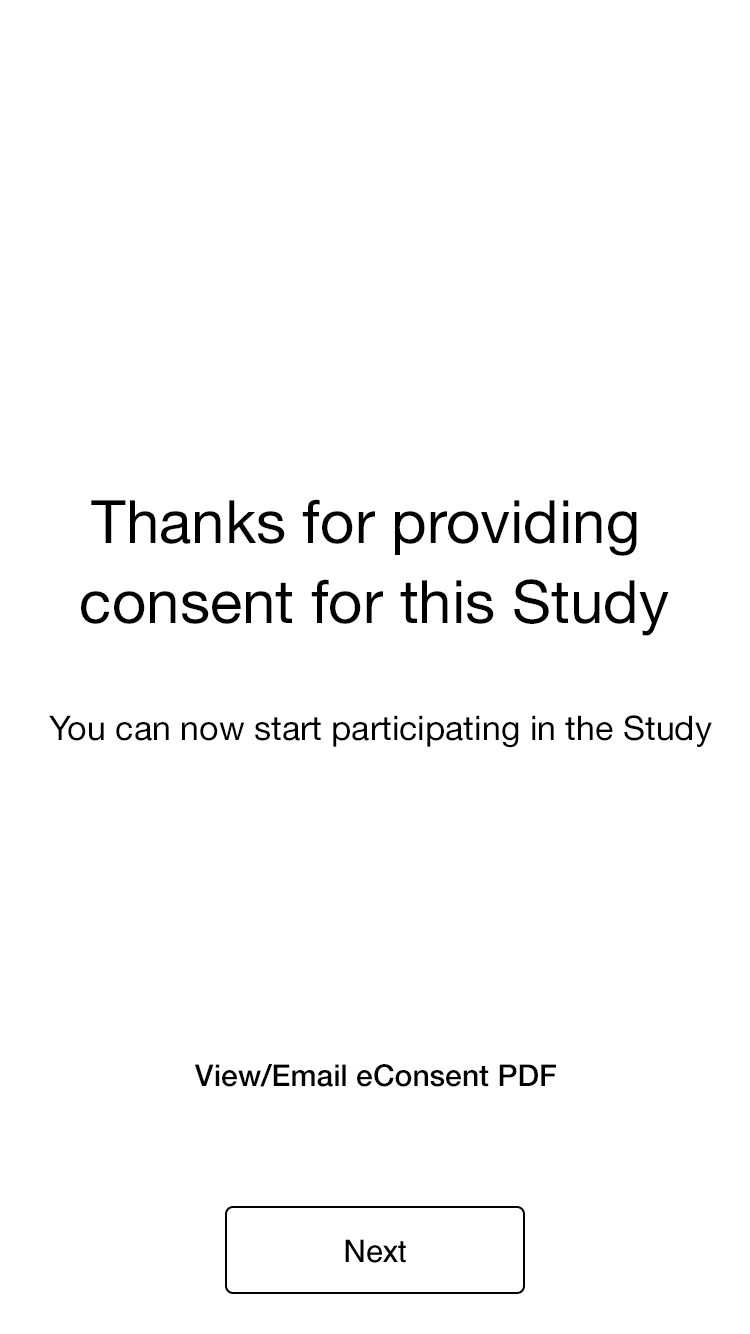 Thanks for providing
consent for this Study
You can now start participating in the Study
View/Email eConsent PDF
Next